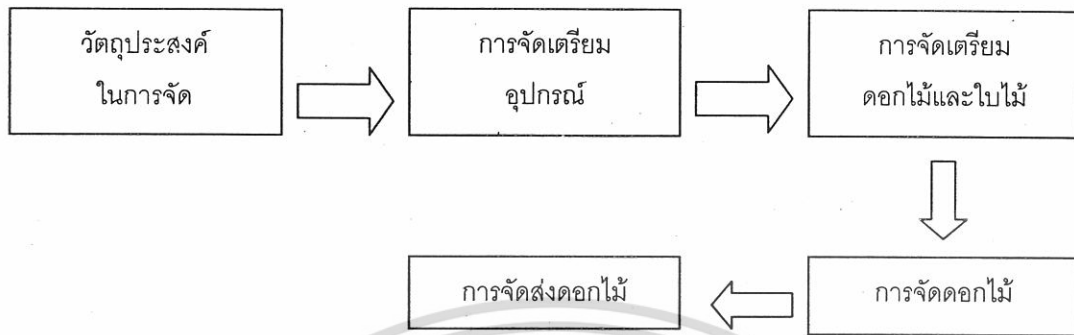 วัตถุประสงค์
ในการจัด
การจัดเตรียม
อุปกรณ์
การจัดเตรียม
ดอกไม้และใบไม้
การจัดดอกไม้
การจัดส่งดอกไม้